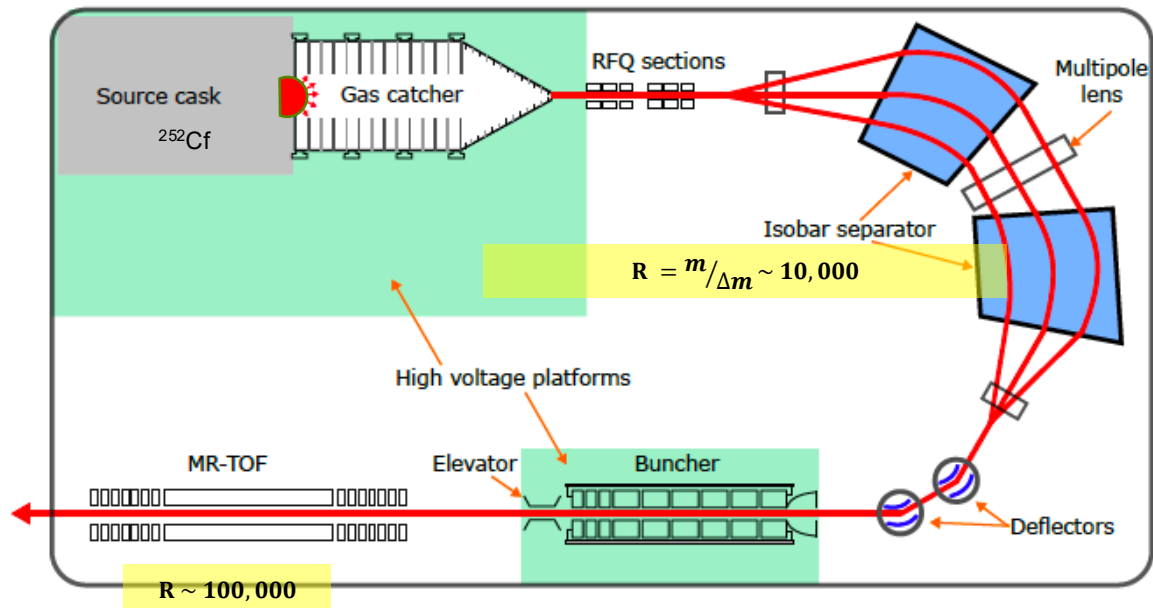 Source cask
²⁵²Cf
Gas catcher
RFQ sections
Multipole
lens
Isobar separator
R = m/Δm ~ 10,000
High voltage platforms
MR-TOF
Elevator
Buncher
Deflectors
R ~ 100,000